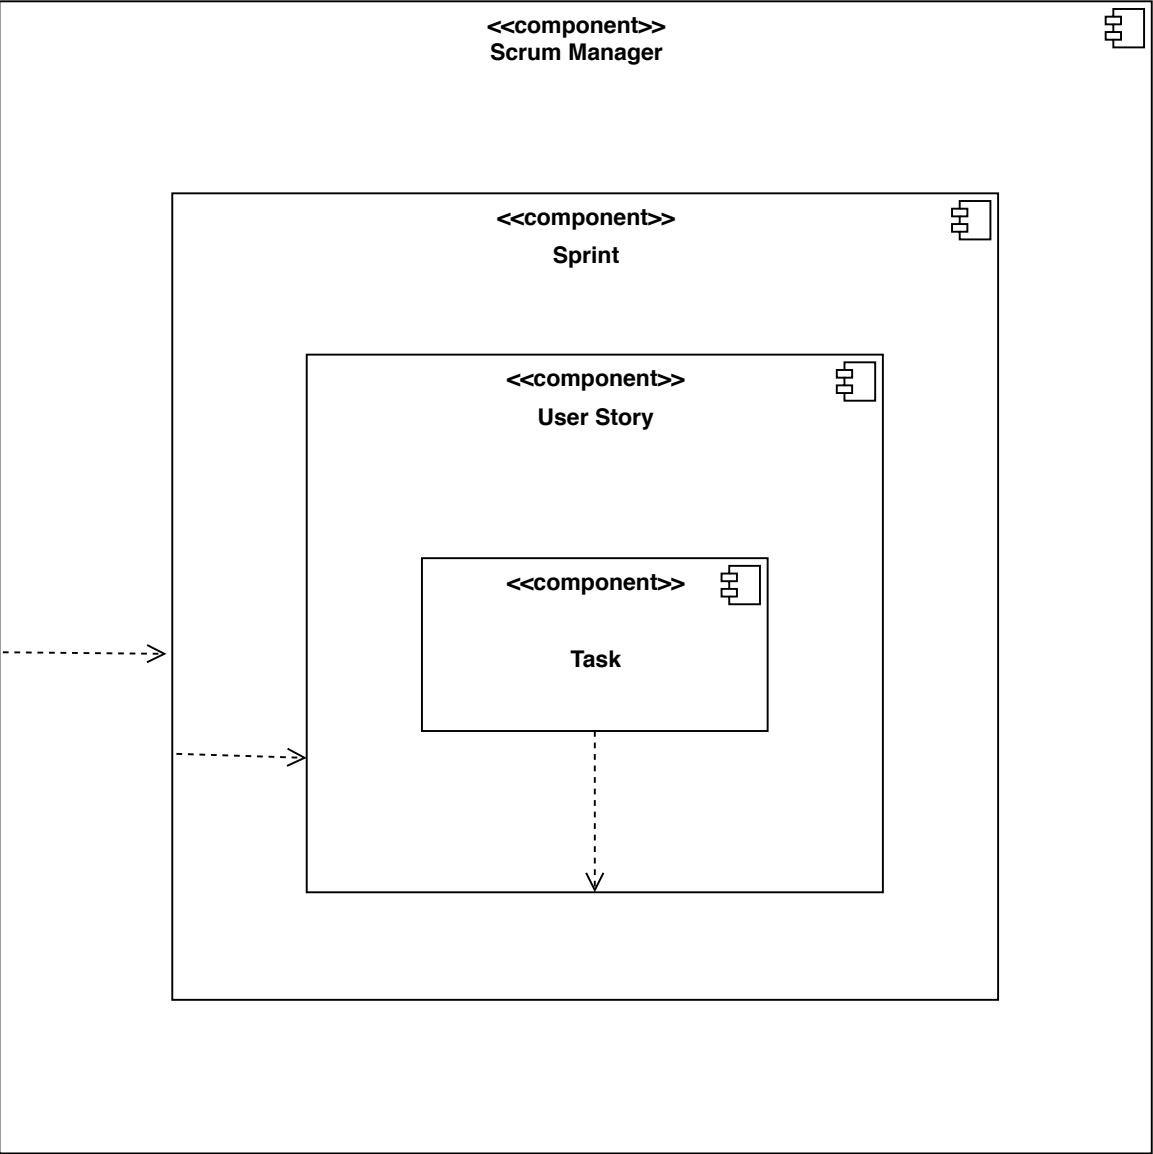 <<component>>
Scrum Manager
<<component>>
Sprint
<<component>>
User Story
<<component>>
Task